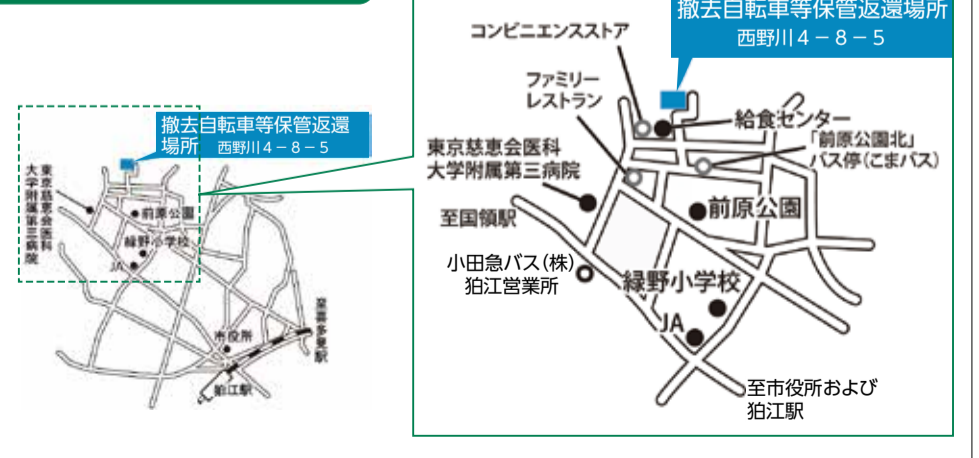 撤去自転車等保管返還
場所 西野川4－8－5
東京慈恵会医科
大学附属第三病院
前原公園
緑野小学校
JA
市役所
狛江駅
至喜多見駅
撤去自転車等保管返還場所
西野川4－8－5
コンビニエンスストア
ファミリー
レストラン
給食センター
「前原公園北」
バス停(こまバス)
東京慈恵会医科
大学附属第三病院
至国領駅
前原公園
小田急バス(株)
狛江営業所
緑野小学校
JA
至市役所および
狛江駅